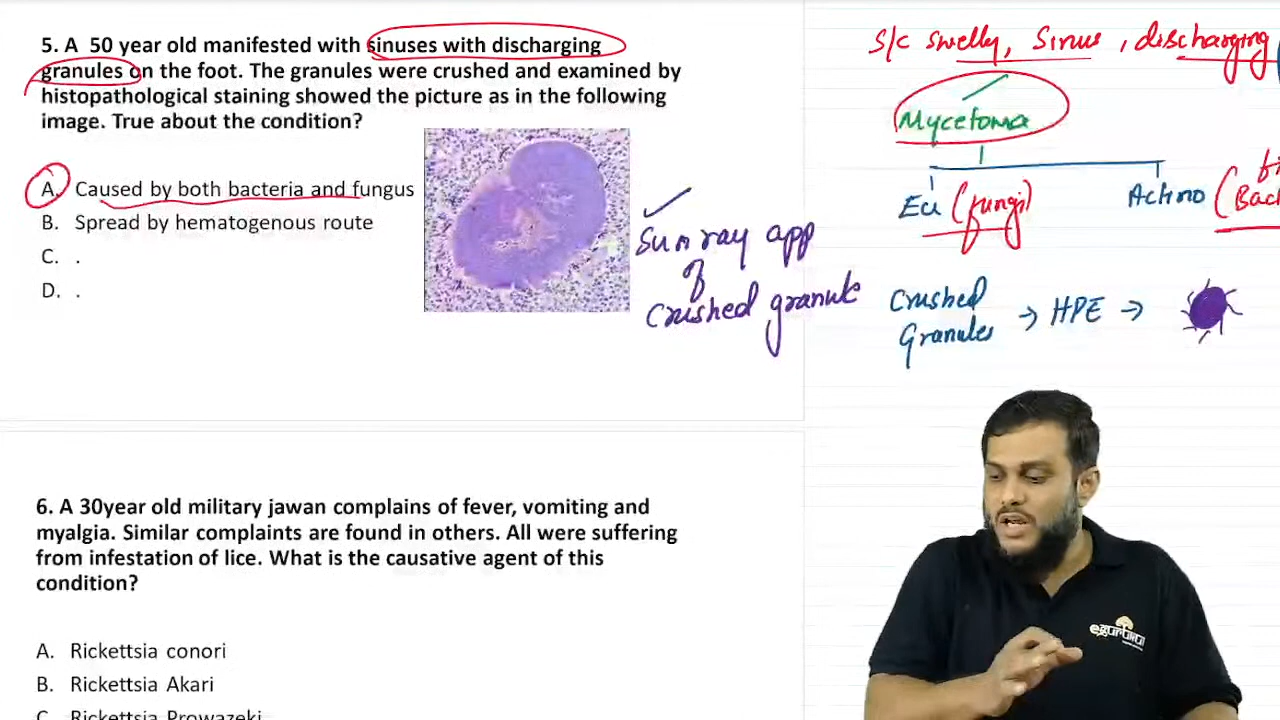 5. A 50 year old manifested with sinuses with discharging
granules on the foot. The granules were crushed and examined by
histopathological staining showed the picture as in the following
image. True about the condition?
A. Caused by both bacteria and fungus
B. Spread by hematogenous route
C. .
D. .
Sun ray app
of
crushed granule
S/c swelly, Sinus, discharging
Mycetoma
Eu (fungi)
Actino
Crushed
Granules → HPE →
6. A 30year old military jawan complains of fever, vomiting and
myalgia. Similar complaints are found in others. All were suffering
from infestation of lice. What is the causative agent of this
condition?
A. Rickettsia conori
B. Rickettsia Akari
C. Rickettsia Prowazeki
egurukul